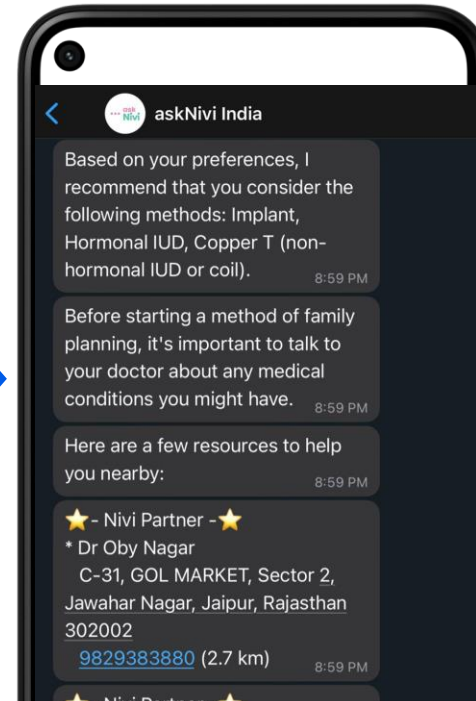 ask
Nivi
askNivi India
Based on your preferences, I
recommend that you consider the
following methods: Implant,
Hormonal IUD, Copper T (non-
hormonal IUD or coil).
8:59 PM
Before starting a method of family
planning, it's important to talk to
your doctor about any medical
conditions you might have.
8:59 PM
Here are a few resources to help
you nearby:
8:59 PM
⭐- Nivi Partner -⭐
* Dr Oby Nagar
C-31, GOL MARKET, Sector 2,
Jawahar Nagar, Jaipur, Rajasthan
302002
9829383880 (2.7 km)
8:59 PM